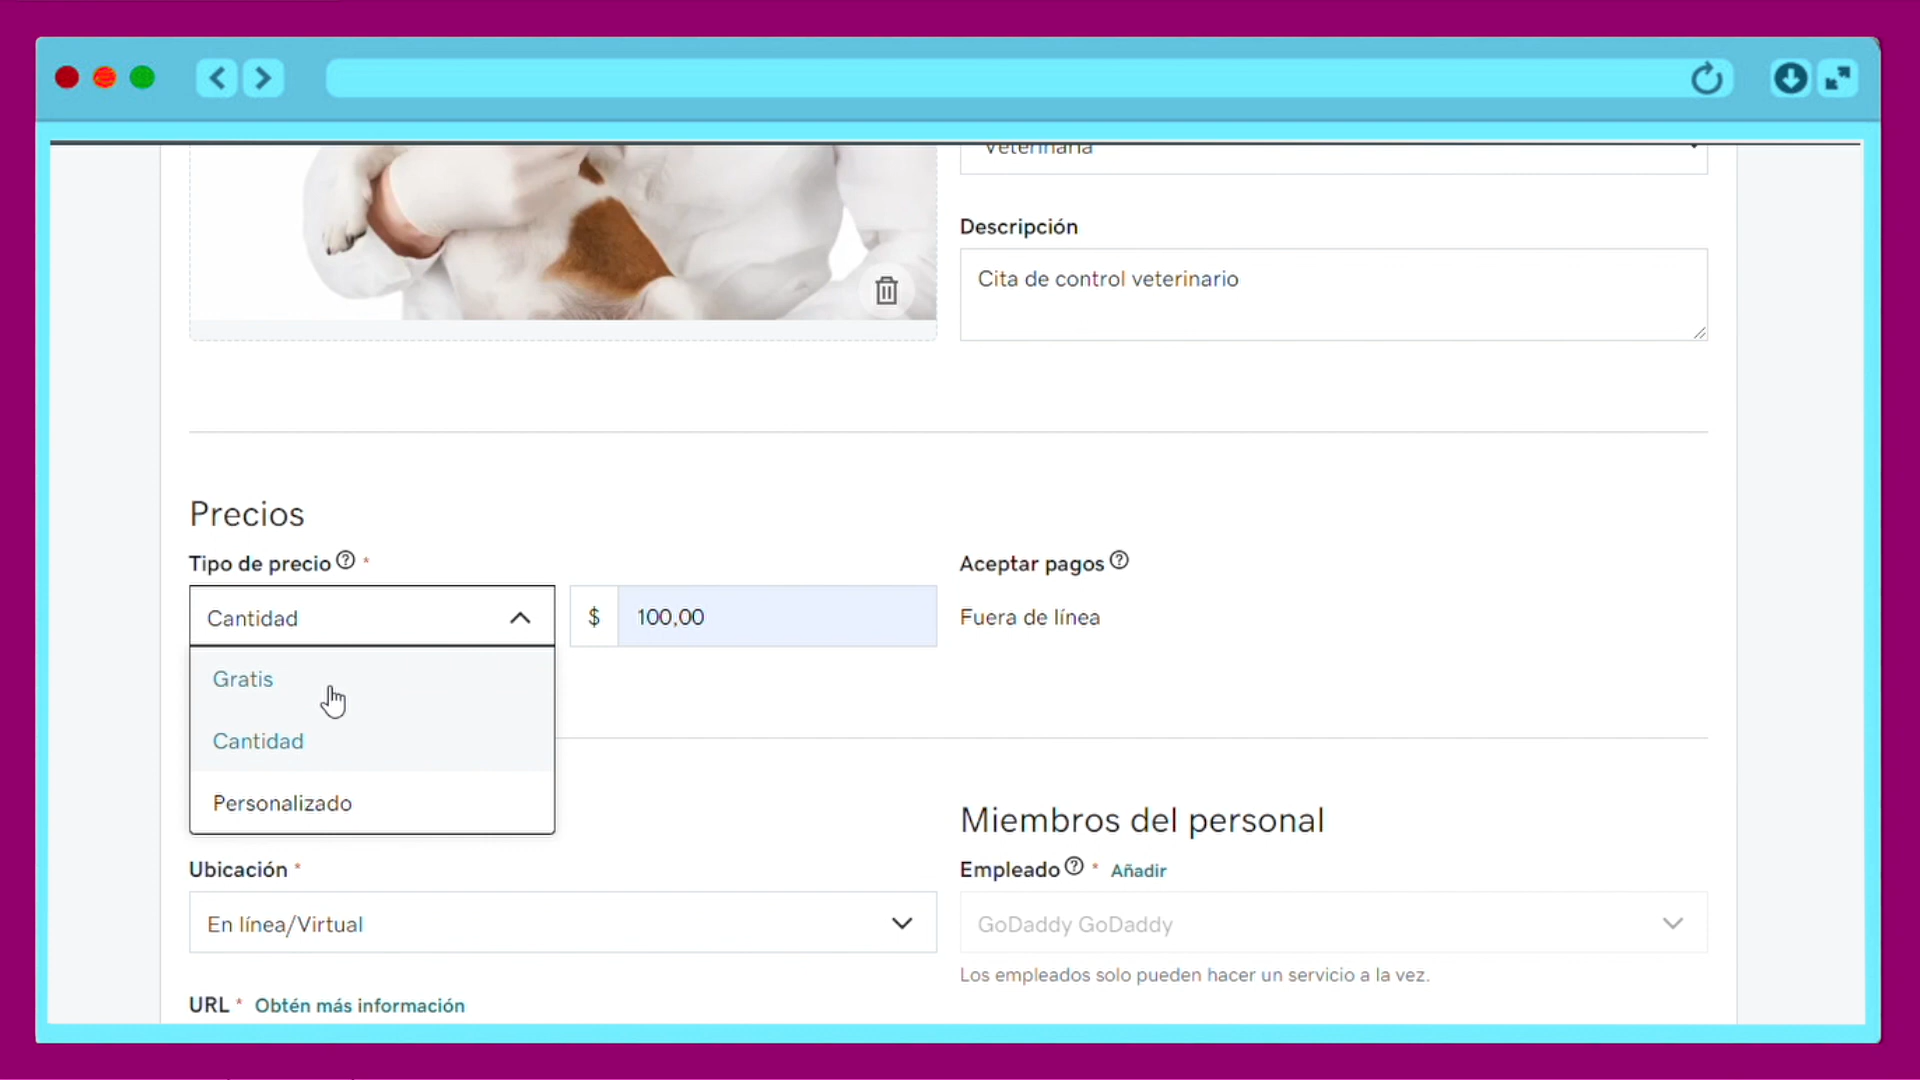 Veterinaria
Descripción
Cita de control veterinario
Precios
Tipo de precio *
Aceptar pagos
Cantidad
$ 100,00
Fuera de línea
Gratis
Cantidad
Personalizado
Miembros del personal
Ubicación *
Empleado * Añadir
En línea/Virtual
GoDaddy GoDaddy
Los empleados solo pueden hacer un servicio a la vez.
URL * Obtén más información